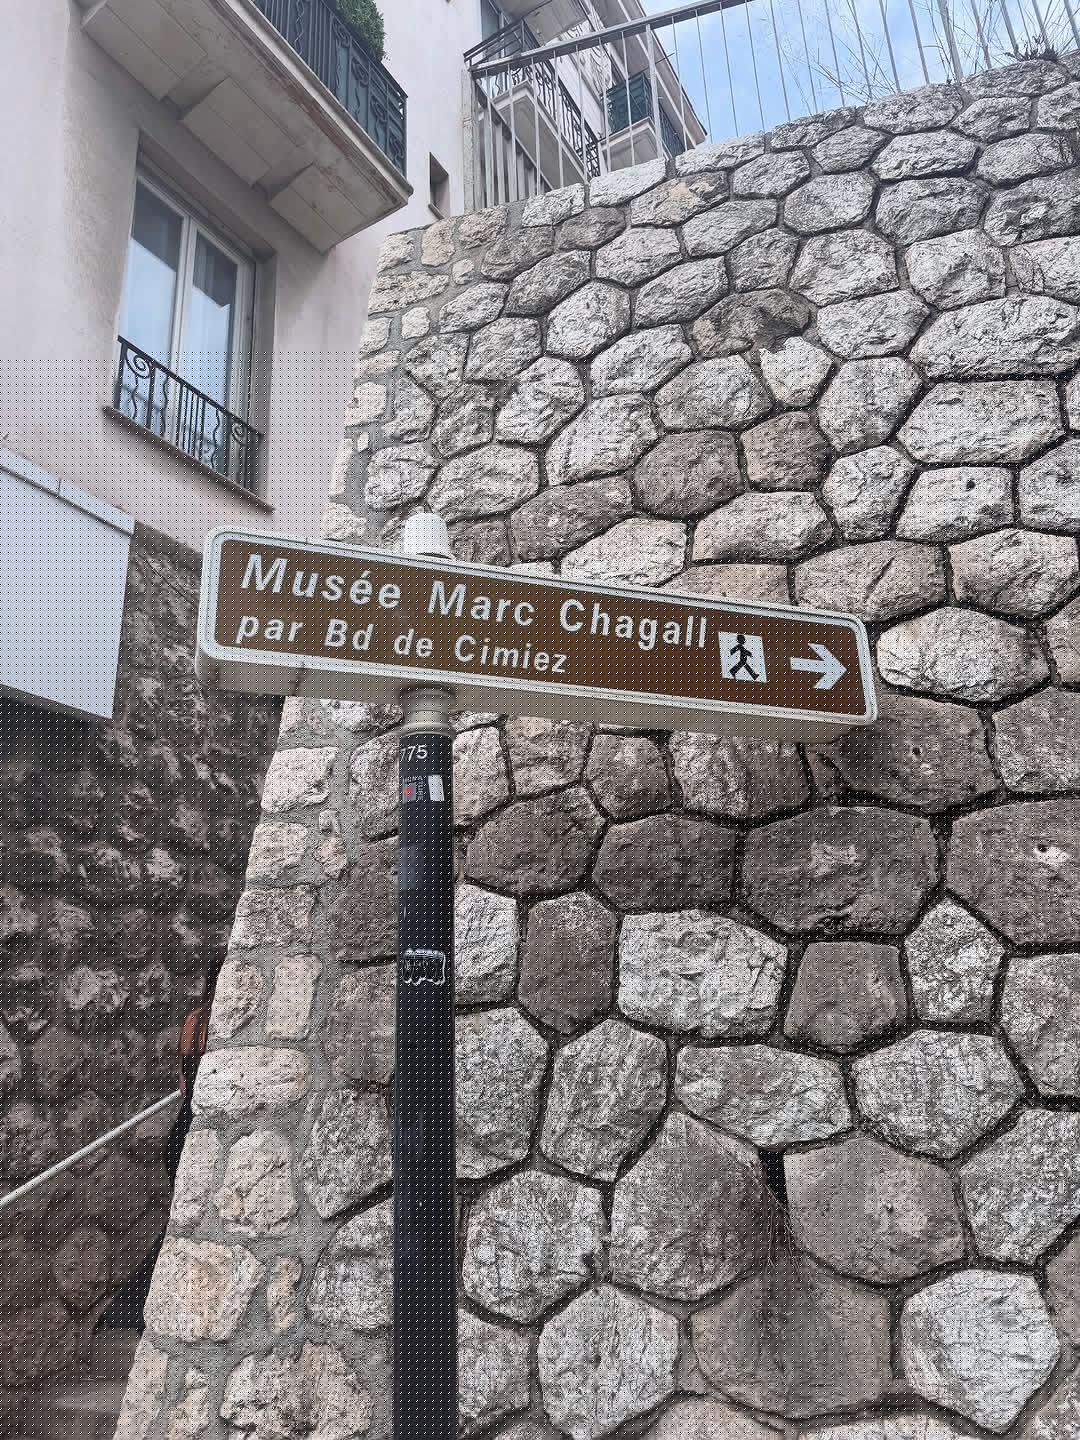 Musée Marc Chagall
par Bd de Cimiez
775